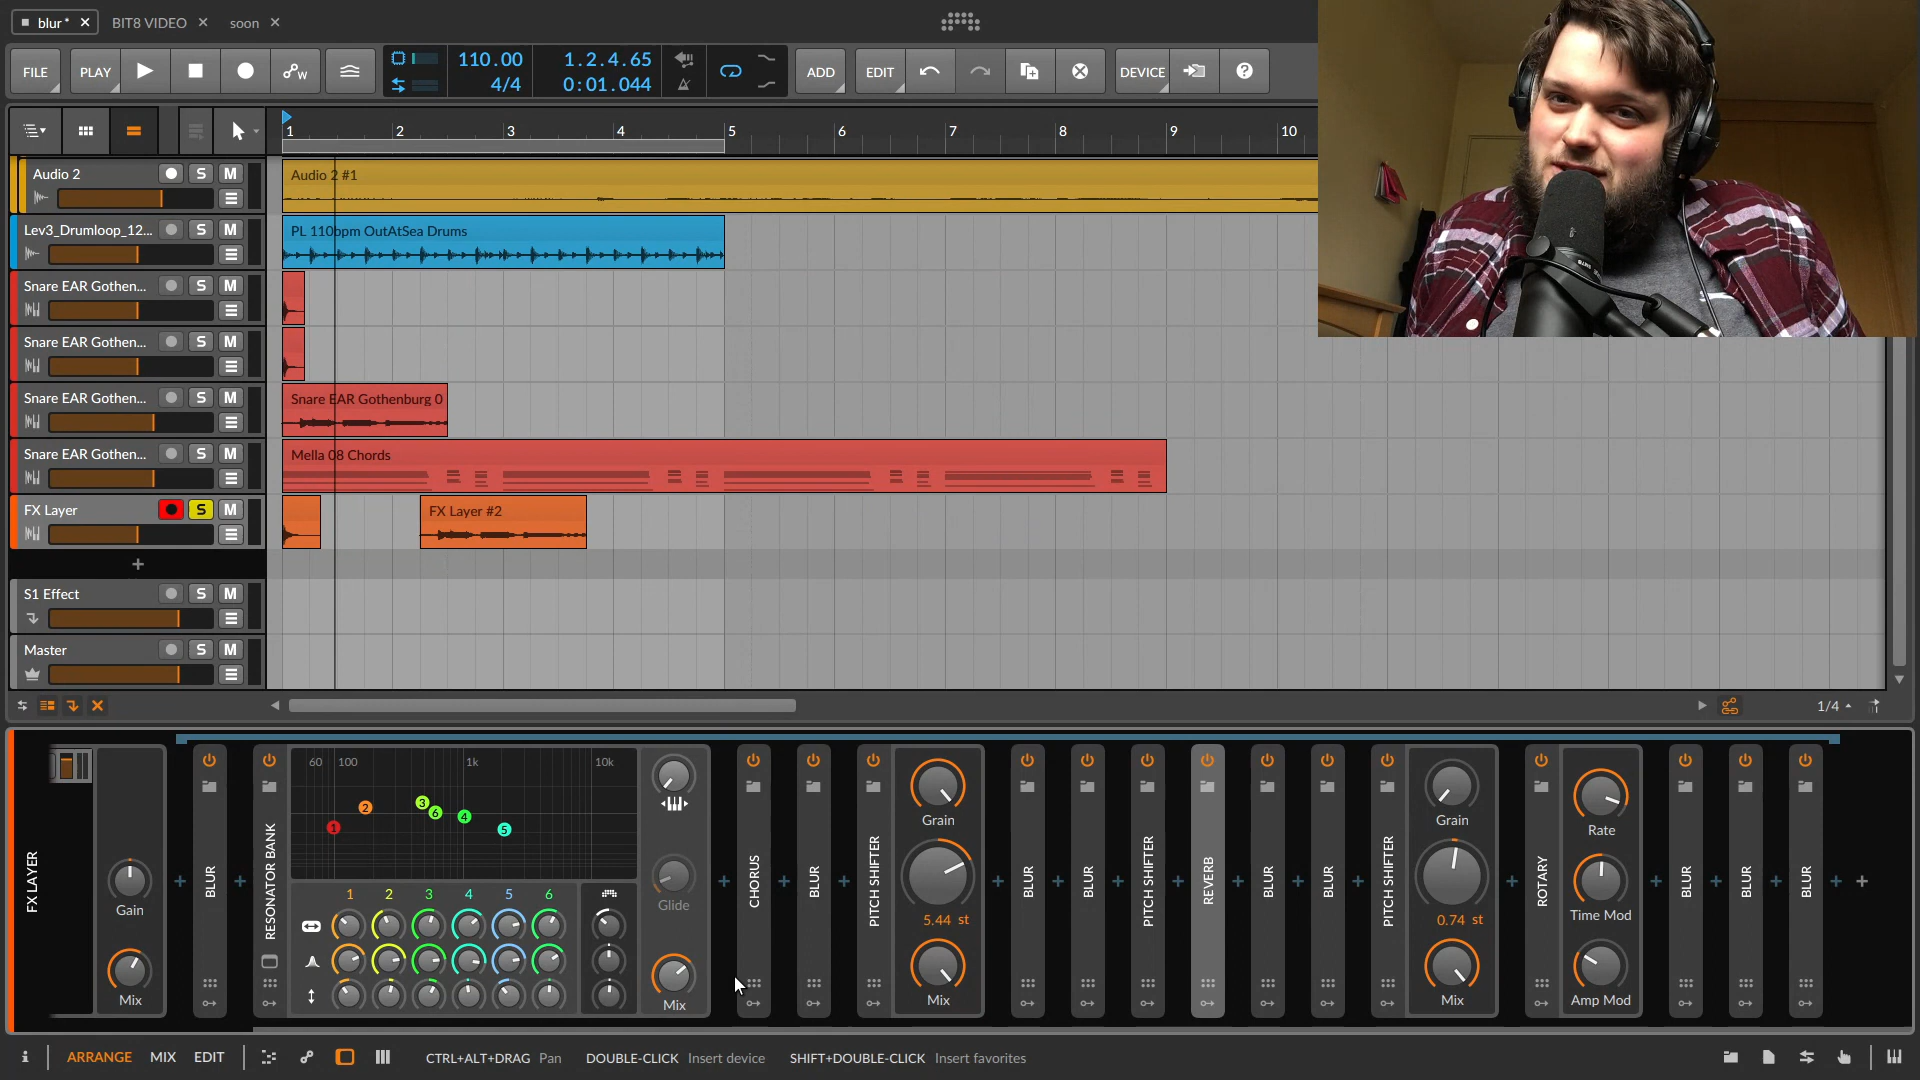 blur*
BIT8 VIDEO
soon
FILE
PLAY
110.00
4/4
1.2.4.65
0:01.044
ADD
EDIT
DEVICE
1 2 3 4 5 6 7 8 9 10
Audio 2 S M
Audio 2 #1
Lev3_Drumloop_12... S M
PL 110bpm OutAtSea Drums
Snare EAR Gothen... S M
Snare EAR Gothen... S M
Snare EAR Gothen... S M
Snare EAR Gothenburg 0
Snare EAR Gothen... S M
Mella 08 Chords
FX Layer S M
FX Layer #2
S1 Effect S M
Master S M
1/4
FX LAYER
Gain
Mix
BLUR
RESONATOR BANK
60 100 1k 10k
1 2 3 6 4 5
1 2 3 4 5 6
Glide
Mix
CHORUS
BLUR
PITCH SHIFTER
Grain
5.44 st
Mix
BLUR
BLUR
PITCH SHIFTER
REVERB
BLUR
BLUR
PITCH SHIFTER
Grain
0.74 st
Mix
ROTARY
Rate
Time Mod
Amp Mod
BLUR
BLUR
BLUR
ARRANGE MIX EDIT
CTRL+ALT+DRAG Pan
DOUBLE-CLICK Insert device
SHIFT+DOUBLE-CLICK Insert favorites